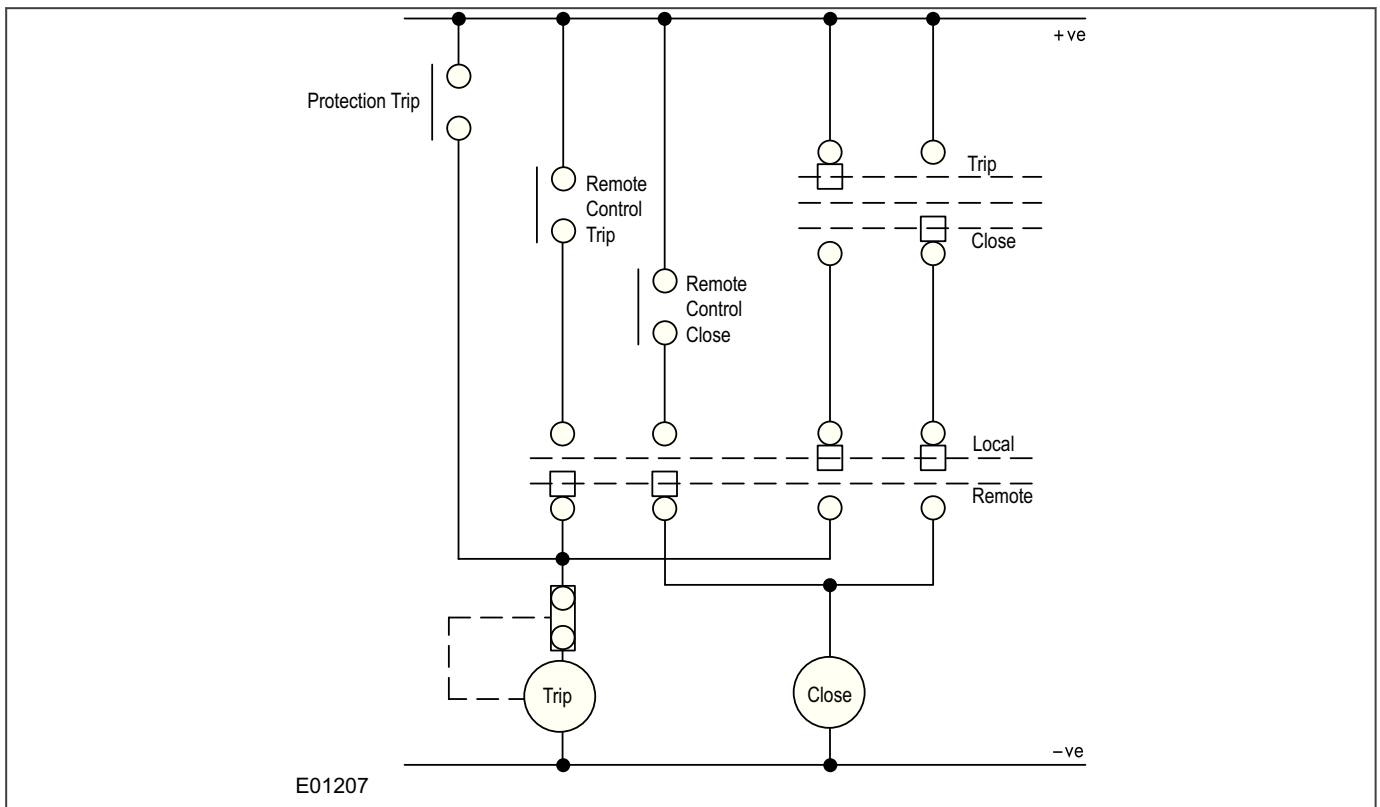 +ve
Protection Trip
Trip
Remote
Control
Trip
Close
Remote
Control
Close
Local
Remote
Trip
Close
–ve
E01207